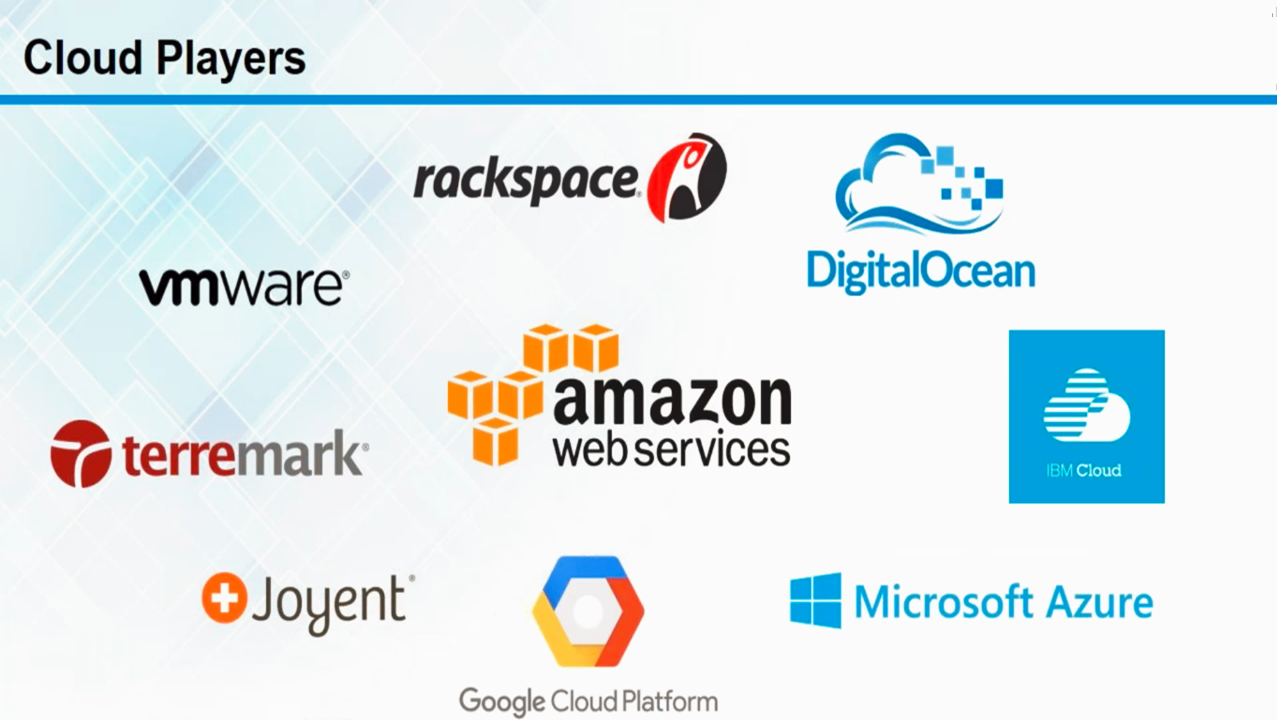 Cloud Players
rackspace®
DigitalOcean
vmware®
amazon
web services
terremark®
IBM Cloud
Joyent®
Microsoft Azure
Google Cloud Platform